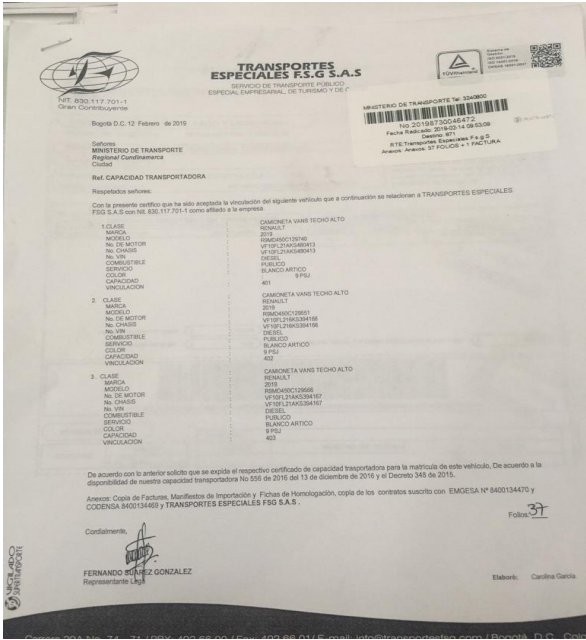 TRANSPORTES
ESPECIALES F.S.G S.A.S
SERVICIO DE TRANSPORTE PÚBLICO
ESPECIAL EMPRESARIAL, DE TURISMO Y DE
NIT. 830.117.701-1
Gran Contribuyente
TÜVRheinland
MINISTERIO DE TRANSPORTE Tel: 3240800
No.20198730046472
Fecha Radicado: 2019-02-14 09:53:08
Destino: 871
RTE:Transportes Especiales F.s.g S
Anexos: Anexos: 37 FOLIOS + 1 FACTURA
Bogotá D.C. 12 Febrero de 2019
Señores
MINISTERIO DE TRANSPORTE
Regional Cundinamarca
Ciudad
Ref. CAPACIDAD TRANSPORTADORA
Respetados señores:
Con la presente certifico que ha sido aceptada la vinculación del siguiente vehículo que a continuación se relacionan a TRANSPORTES ESPECIALES
FSG S.A.S con Nit. 830.117.701-1 como afiliado a la empresa
1.CLASE : CAMIONETA VANS TECHO ALTO
MARCA : RENAULT
MODELO : 2019
No. DE MOTOR
No. CHASIS
No. VIN
COMBUSTIBLE : DIESEL
SERVICIO : PUBLICO
COLOR : BLANCO ARTICO
CAPACIDAD : 9 PSJ
VINCULACION : 401
2. CLASE : CAMIONETA VANS TECHO ALTO
MARCA : RENAULT
MODELO : 2019
No. DE MOTOR
No. CHASIS
No. VIN
COMBUSTIBLE : DIESEL
SERVICIO : PUBLICO
COLOR : BLANCO ARTICO
CAPACIDAD : 9 PSJ
VINCULACION : 402
2. CLASE : CAMIONETA VANS TECHO ALTO
MARCA : RENAULT
MODELO : 2019
No. DE MOTOR
No. CHASIS
No. VIN
COMBUSTIBLE : DIESEL
SERVICIO : PUBLICO
COLOR : BLANCO ARTICO
CAPACIDAD : 9 PSJ
VINCULACION : 403
De acuerdo con lo anterior solicito que se expida el respectivo certificado de capacidad trasportadora para la matricula de este vehículo, De acuerdo a la
disponibilidad de nuestra capacidad transportadora No 556 de 2016 del 13 de diciembre de 2016 y el Decreto 348 de 2015.
Anexos: Copia de Facturas, Manifiestos de Importación y Fichas de Homologación, copia de los contratos suscrito con EMGESA Nº 8400134470 y
CODENSA 8400134469 y TRANSPORTES ESPECIALES FSG S.A.S .
Folios: 37
Cordialmente,
FERNANDO SUAREZ GONZALEZ
Representante Legal
Elaboró: Carolina García
VIGILADO
SUPERTRANSPORTE